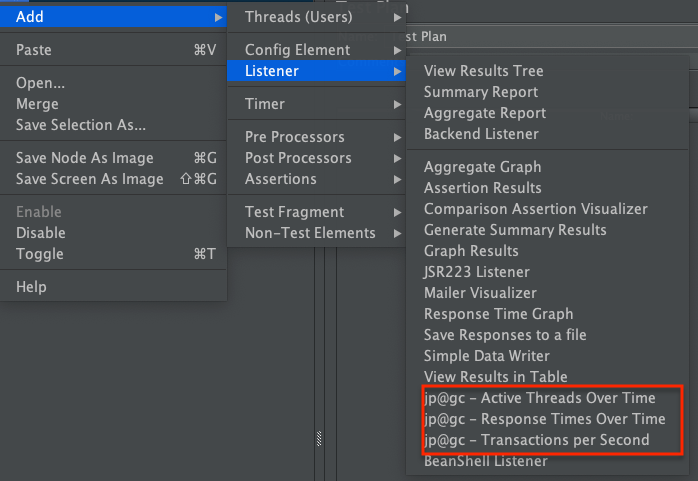 Add
Paste ⌘V
Open...
Merge
Save Selection As...
Save Node As Image ⌘G
Save Screen As Image ⇧⌘G
Enable
Disable
Toggle ⌘T
Help
Threads (Users)
Config Element
Listener
Timer
Pre Processors
Post Processors
Assertions
Test Fragment
Non-Test Elements
st Plan
View Results Tree
Summary Report
Aggregate Report
Backend Listener
Aggregate Graph
Assertion Results
Comparison Assertion Visualizer
Generate Summary Results
Graph Results
JSR223 Listener
Mailer Visualizer
Response Time Graph
Save Responses to a file
Simple Data Writer
View Results in Table
jp@gc - Active Threads Over Time
jp@gc - Response Times Over Time
jp@gc - Transactions per Second
BeanShell Listener